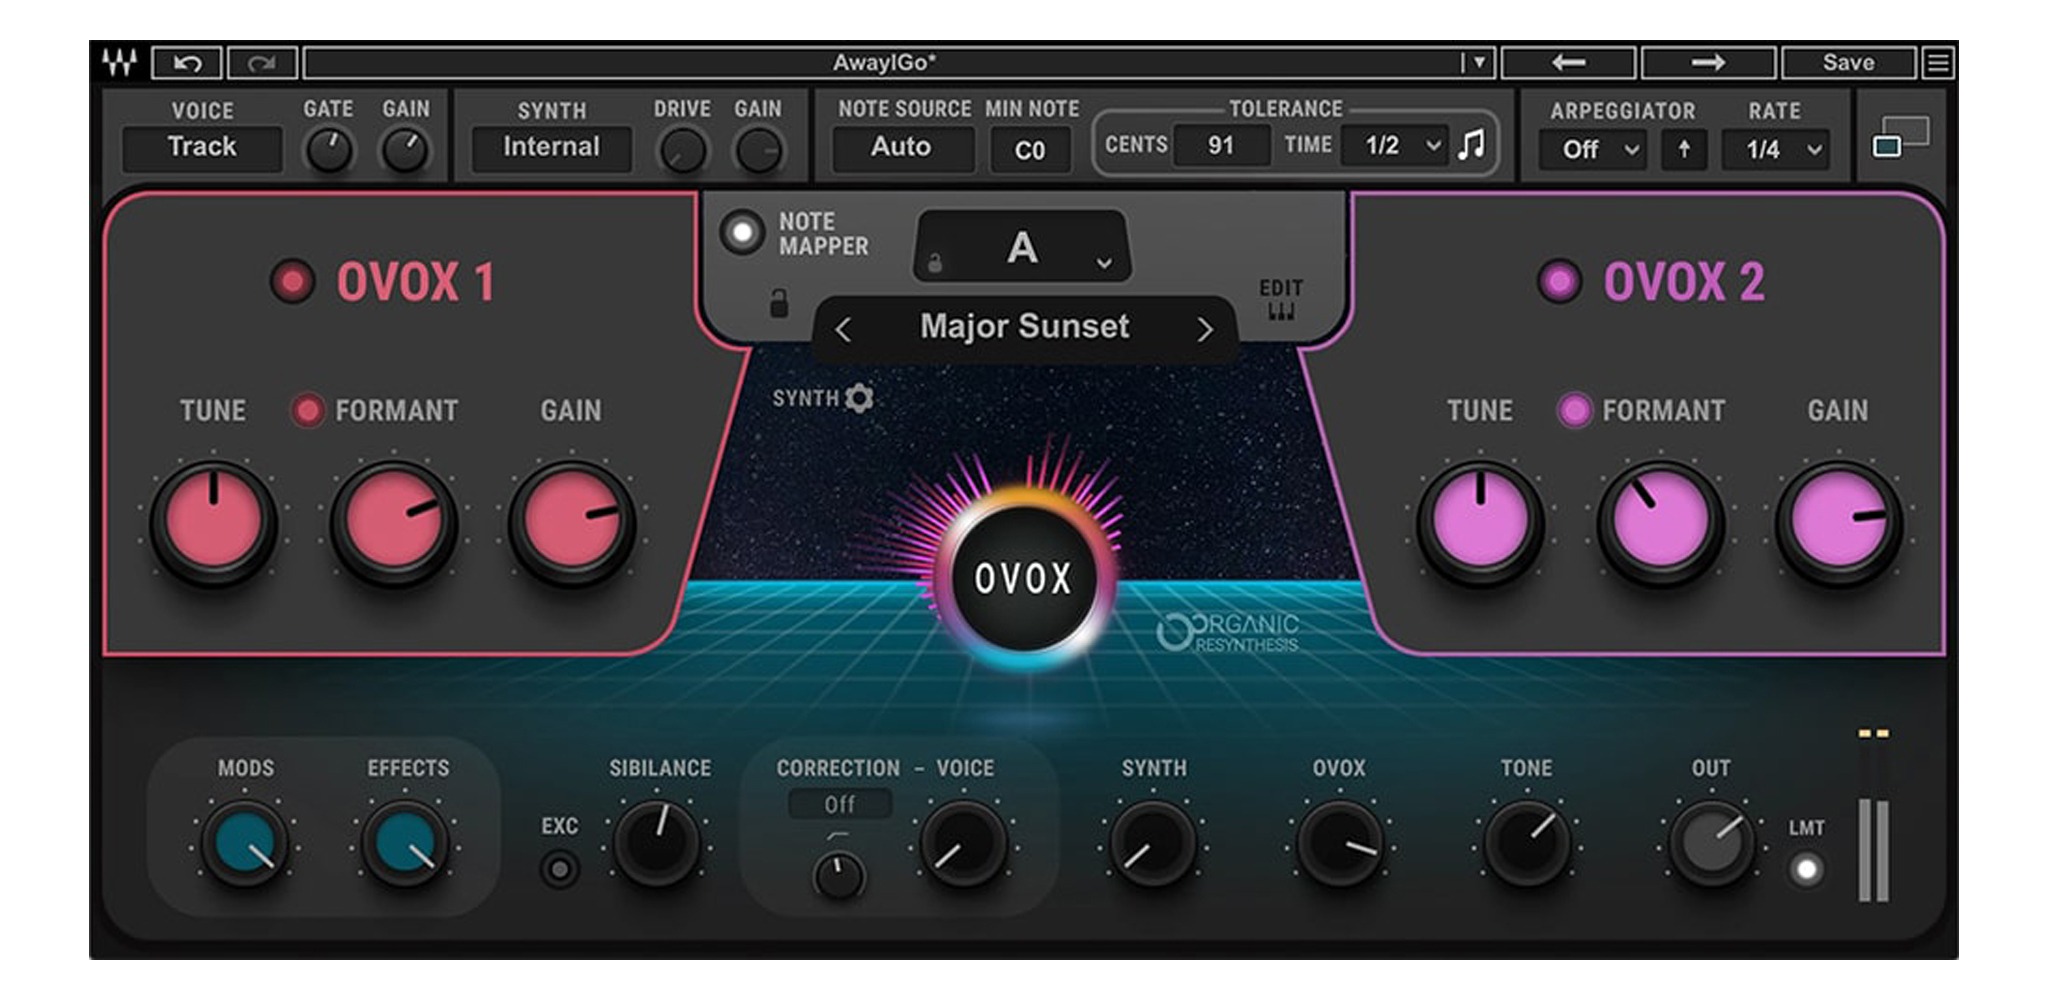 AwayIGo*
Save
VOICE
Track
GATE
GAIN
SYNTH
Internal
DRIVE
GAIN
NOTE SOURCE
Auto
MIN NOTE
C0
TOLERANCE
CENTS
91
TIME
1/2
ARPEGGIATOR
Off
RATE
1/4
NOTE
MAPPER
A
EDIT
Major Sunset
OVOX 1
TUNE
FORMANT
GAIN
SYNTH
OVOX
ORGANIC
RESYNTHESIS
OVOX 2
TUNE
FORMANT
GAIN
MODS
EFFECTS
EXC
SIBILANCE
CORRECTION - VOICE
Off
SYNTH
OVOX
TONE
OUT
LMT